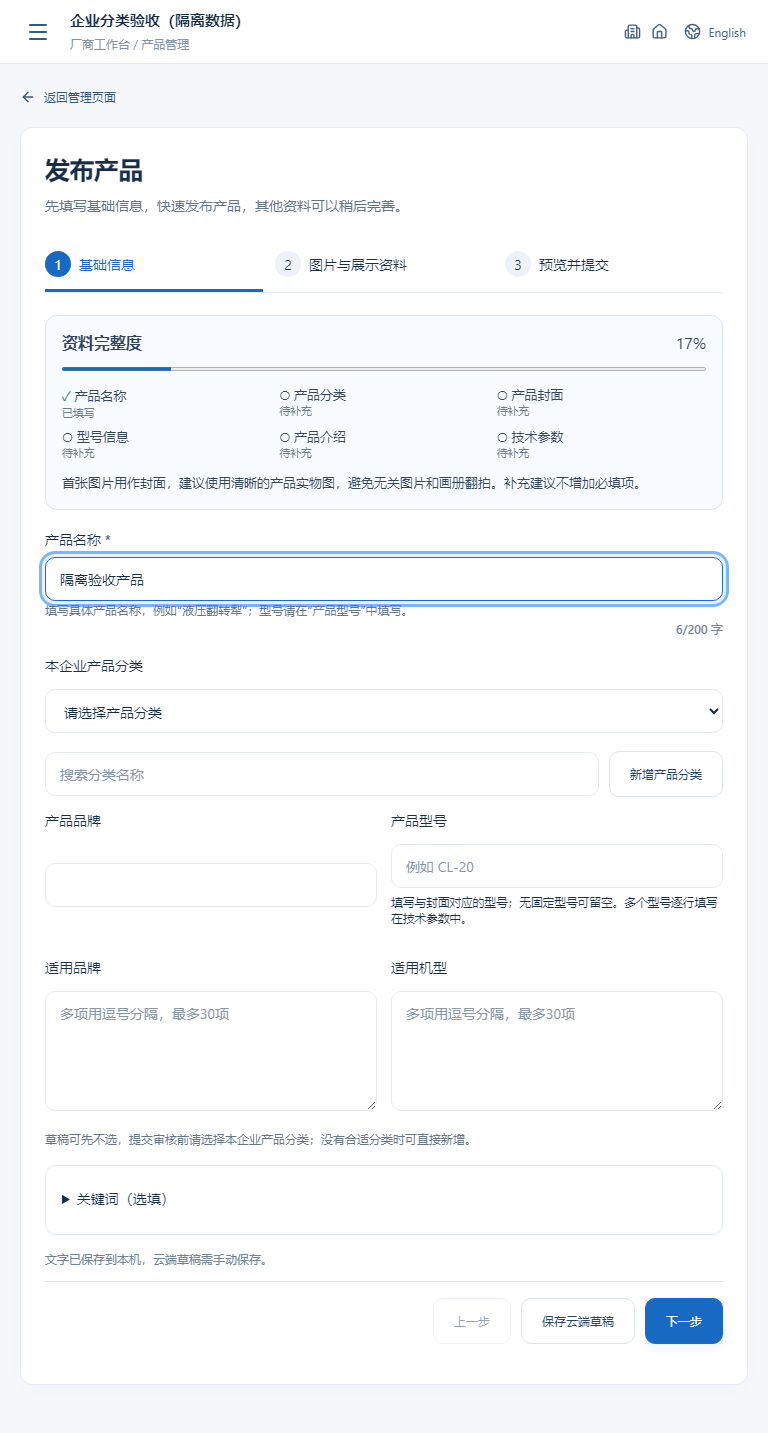 企业分类验收（隔离数据）
厂商工作台 / 产品管理
English
返回管理页面
发布产品
先填写基础信息，快速发布产品，其他资料可以稍后完善。
1 基础信息
2 图片与展示资料
3 预览并提交
资料完整度
17%
✓ 产品名称
已填写
○ 产品分类
待补充
○ 产品封面
待补充
○ 型号信息
待补充
○ 产品介绍
待补充
○ 技术参数
待补充
首张图片用作封面，建议使用清晰的产品实物图，避免无关图片和画册翻拍。补充建议不增加必填项。
产品名称 *
隔离验收产品
填写具体产品名称，例如“液压翻转犁”；型号请在“产品型号”中填写。
6/200 字
本企业产品分类
请选择产品分类
搜索分类名称
新增产品分类
产品品牌
产品型号
例如 CL-20
填写与封面对应的型号；无固定型号可留空。多个型号逐行填写
在技术参数中。
适用品牌
适用机型
多项用逗号分隔，最多30项
多项用逗号分隔，最多30项
草稿可先不选，提交审核前请选择本企业产品分类；没有合适分类时可直接新增。
▶ 关键词（选填）
文字已保存到本机，云端草稿需手动保存。
上一步
保存云端草稿
下一步